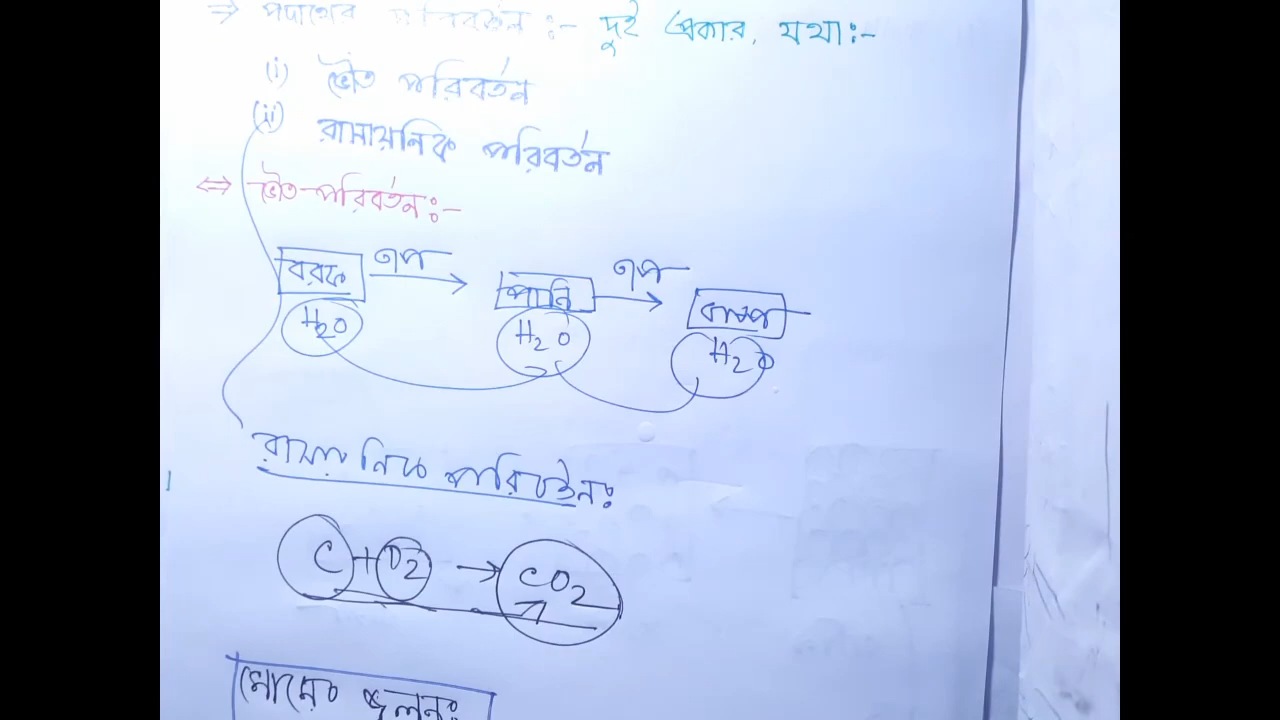 ⇒ পদার্থের পরিবর্তন :- দুই প্রকার, যথা:-
(i) ভৌত পরিবর্তন
(ii) রাসায়নিক পরিবর্তন
⇔ ভৌত-পরিবর্তনঃ-
বরফ তাপ → পানি তাপ → বাষ্প
H2O H2O H2O
রাসায়নিক পরিবর্তনঃ
C + O2 → CO2
মোমের জ্বলনঃ